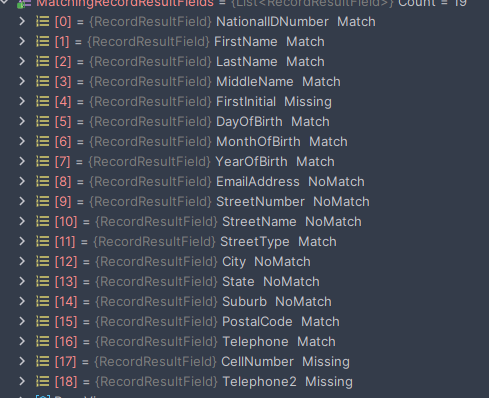 MatchingRecordResultFields = {List<RecordResultField>} Count = 19
[0] = {RecordResultField} NationalIDNumber Match
[1] = {RecordResultField} FirstName Match
[2] = {RecordResultField} LastName Match
[3] = {RecordResultField} MiddleName Match
[4] = {RecordResultField} FirstInitial Missing
[5] = {RecordResultField} DayOfBirth Match
[6] = {RecordResultField} MonthOfBirth Match
[7] = {RecordResultField} YearOfBirth Match
[8] = {RecordResultField} EmailAddress NoMatch
[9] = {RecordResultField} StreetNumber NoMatch
[10] = {RecordResultField} StreetName NoMatch
[11] = {RecordResultField} StreetType Match
[12] = {RecordResultField} City NoMatch
[13] = {RecordResultField} State NoMatch
[14] = {RecordResultField} Suburb NoMatch
[15] = {RecordResultField} PostalCode Match
[16] = {RecordResultField} Telephone Match
[17] = {RecordResultField} CellNumber Missing
[18] = {RecordResultField} Telephone2 Missing